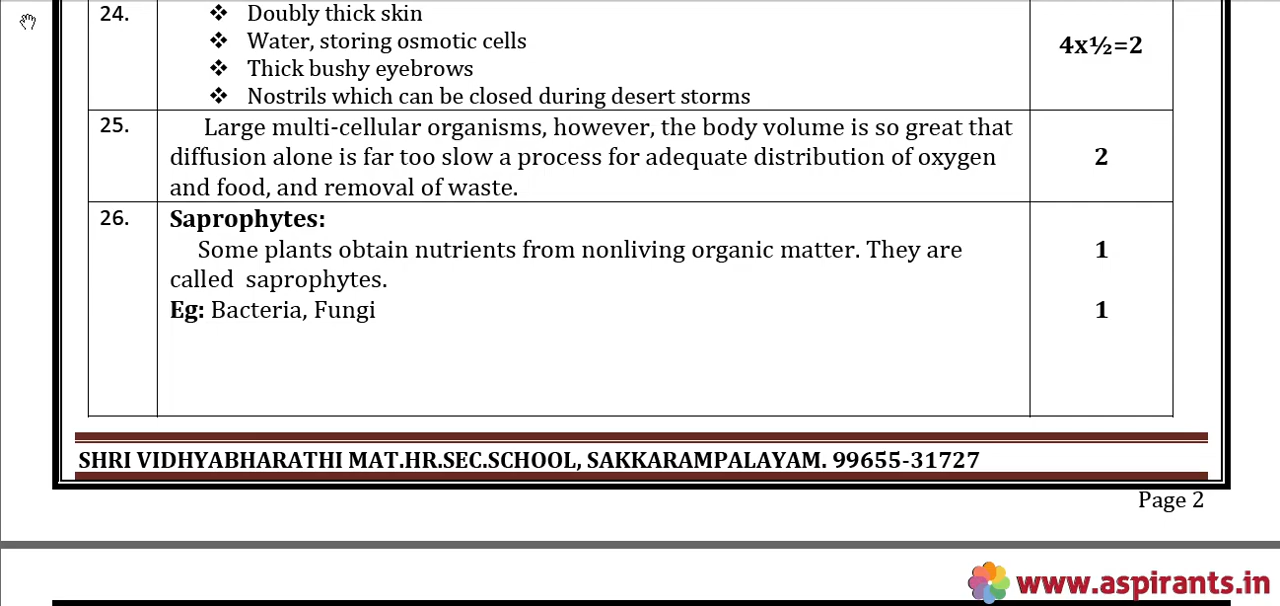 24.
❖ Doubly thick skin
❖ Water, storing osmotic cells
❖ Thick bushy eyebrows
❖ Nostrils which can be closed during desert storms
4x½=2
25.
Large multi-cellular organisms, however, the body volume is so great that
diffusion alone is far too slow a process for adequate distribution of oxygen
and food, and removal of waste.
2
26.
Saprophytes:
Some plants obtain nutrients from nonliving organic matter. They are
called saprophytes.
1
Eg: Bacteria, Fungi
1
SHRI VIDHYABHARATHI MAT.HR.SEC.SCHOOL, SAKKARAMPALAYAM. 99655-31727
Page 2
www.aspirants.in